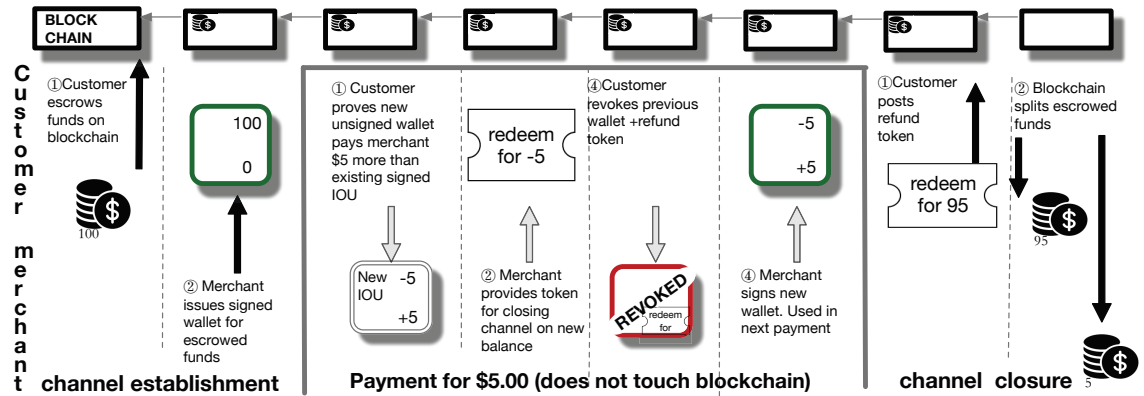 BLOCK
CHAIN
Customer
merchant
①Customer
escrows
funds on
blockchain
100
100
0
② Merchant
issues signed
wallet for
escrowed
funds
channel establishment
① Customer
proves new
unsigned wallet
pays merchant
$5 more than
existing signed
IOU
New -5
IOU
+5
redeem
for -5
② Merchant
provides token
for closing
channel on new
balance
④Customer
revokes previous
wallet +refund
token
REVOKED
redeem
for
-5
+5
④ Merchant
signs new
wallet. Used in
next payment
Payment for $5.00 (does not touch blockchain)
①Customer
posts
refund
token
redeem
for 95
② Blockchain
splits escrowed
funds
95
5
channel closure